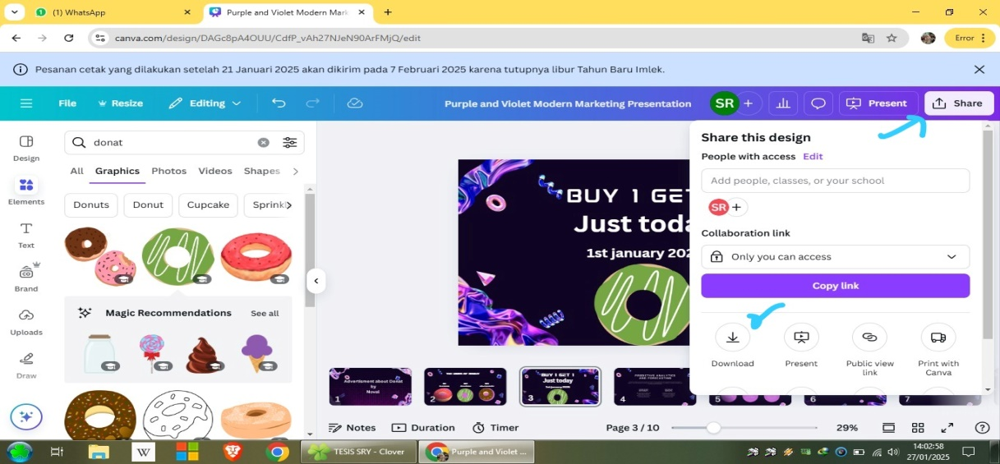 (1) WhatsApp
Purple and Violet Modern Mark
canva.com/design/DAGc8pA4OUU/CdfP_vAh27NJeN90ArFMjQ/edit
Error
Pesanan cetak yang dilakukan setelah 21 Januari 2025 akan dikirim pada 7 Februari 2025 karena tutupnya libur Tahun Baru Imlek.
File
Resize
Editing
Purple and Violet Modern Marketing Presentation
SR
Present
Share
Design
Elements
Text
Brand
Uploads
Draw
donat
All Graphics Photos Videos Shapes
Donuts Donut Cupcake Sprinkl
Magic Recommendations See all
BUY 1 GET
Just toda
1st january 202
Share this design
People with access Edit
Add people, classes, or your school
SR
Collaboration link
Only you can access
Copy link
Download
Present
Public view link
Print with Canva
1
Advertisment about Donat
by
Noval
2
3
BUY 1 GET 1
Just today
4
PREDICTIVE ANALYTICS
AND FORECASTING
5
6
7
Notes Duration Timer Page 3 / 10 29%
W
TESIS SRY - Clover
Purple and Violet ...
14:02:58
27/01/2025